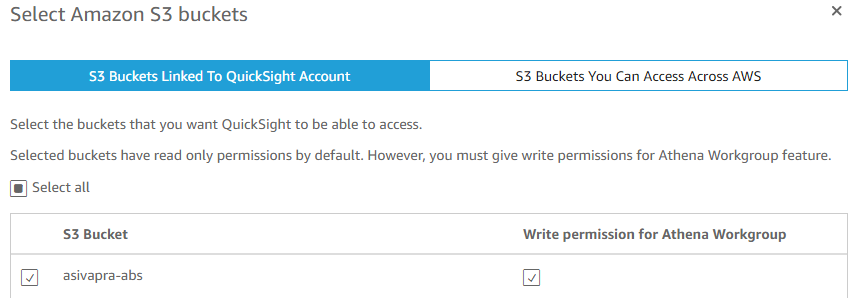 Select Amazon S3 buckets
S3 Buckets Linked To QuickSight Account
S3 Buckets You Can Access Across AWS
Select the buckets that you want QuickSight to be able to access.
Selected buckets have read only permissions by default. However, you must give write permissions for Athena Workgroup feature.
Select all
S3 Bucket
Write permission for Athena Workgroup
asivapra-abs